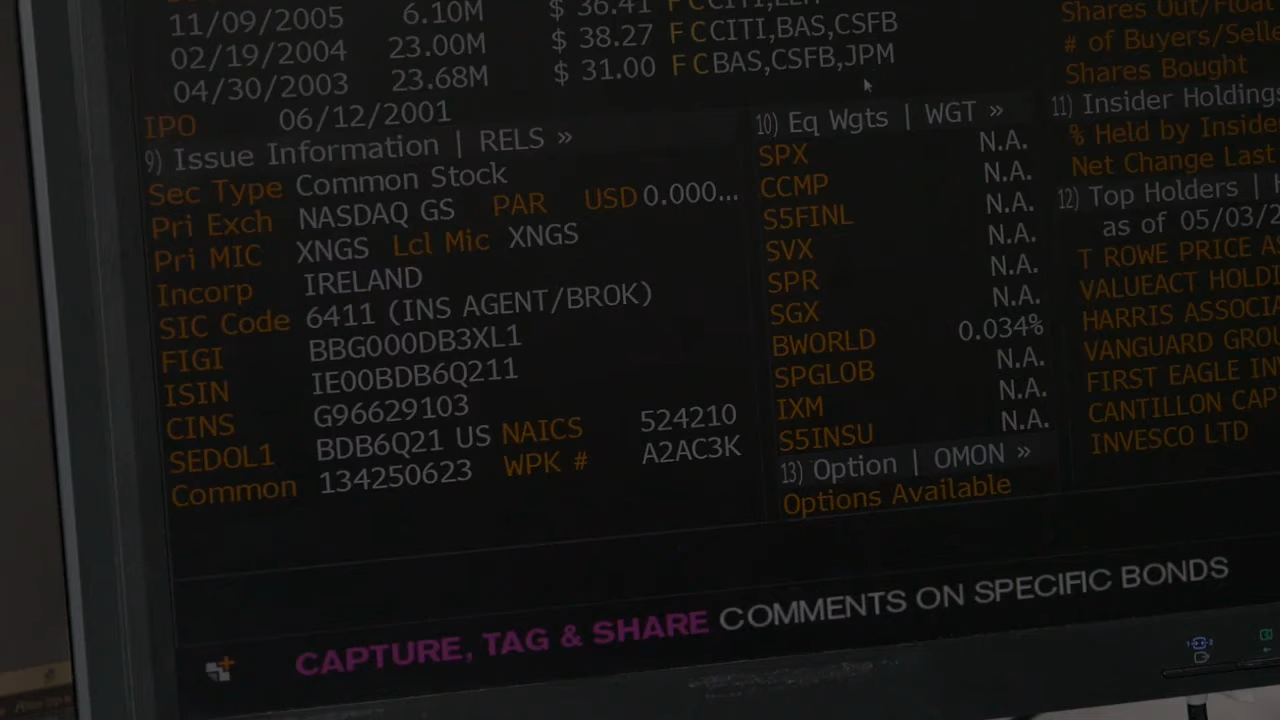 11/09/2005 6.10M $ 36.41 F C CITI,
02/19/2004 23.00M $ 38.27 F C CITI,BAS,CSFB
04/30/2003 23.68M $ 31.00 F C BAS,CSFB,JPM
IPO 06/12/2001
9) Issue Information | RELS »
Sec Type Common Stock
Pri Exch NASDAQ GS PAR USD 0.000...
Pri MIC XNGS Lcl Mic XNGS
Incorp IRELAND
SIC Code 6411 (INS AGENT/BROK)
FIGI BBG000DB3XL1
ISIN IE00BDB6Q211
CINS G96629103
SEDOL1 BDB6Q21 US NAICS 524210
Common 134250623 WPK # A2AC3K
10) Eq Wgts | WGT »
SPX N.A.
CCMP N.A.
S5FINL N.A.
SVX N.A.
SPR N.A.
SGX N.A.
BWORLD 0.034%
SPGLOB N.A.
IXM N.A.
S5INSU N.A.
13) Option | OMON »
Options Available
Shares Out/Float
# of Buyers/Selle
Shares Bought
11) Insider Holdings
% Held by Inside
Net Change Last
12) Top Holders |
as of 05/03/2
T ROWE PRICE A
VALUEACT HOLDI
HARRIS ASSOCIA
VANGUARD GROU
FIRST EAGLE IN
CANTILLON CAP
INVESCO LTD
CAPTURE, TAG & SHARE COMMENTS ON SPECIFIC BONDS